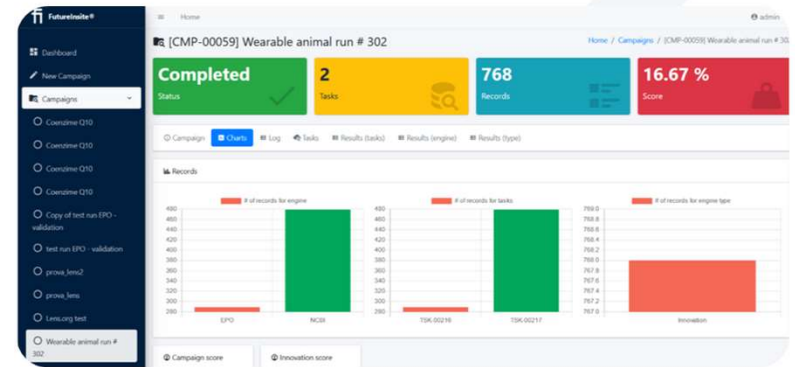 fi FutureInsite®
Home
admin
[CMP-00059] Wearable animal run # 302
Home / Campaigns / [CMP-00059] Wearable animal run # 302
Dashboard
New Campaign
Campaigns
Coenzime Q10
Coenzime Q10
Coenzime Q10
Coenzime Q10
Copy of test run EPO -
validation
test run EPO - validation
prova_lens2
prova_lens
Lens.org test
Wearable animal run #
302
Completed
Status
2
Tasks
768
Records
16.67 %
Score
Campaign Charts Log Tasks Results (tasks) Results (engine) Results (type)
Records
# of records for engine
480
460
440
420
400
380
360
340
320
300
280
EPO NCBI
# of records for tasks
480
460
440
420
400
380
360
340
320
300
280
TSK-00216 TSK-00217
# of records for engine type
769.0
768.8
768.6
768.4
768.2
768.0
767.8
767.6
767.4
767.2
767.0
Innovation
Campaign score
Innovation score